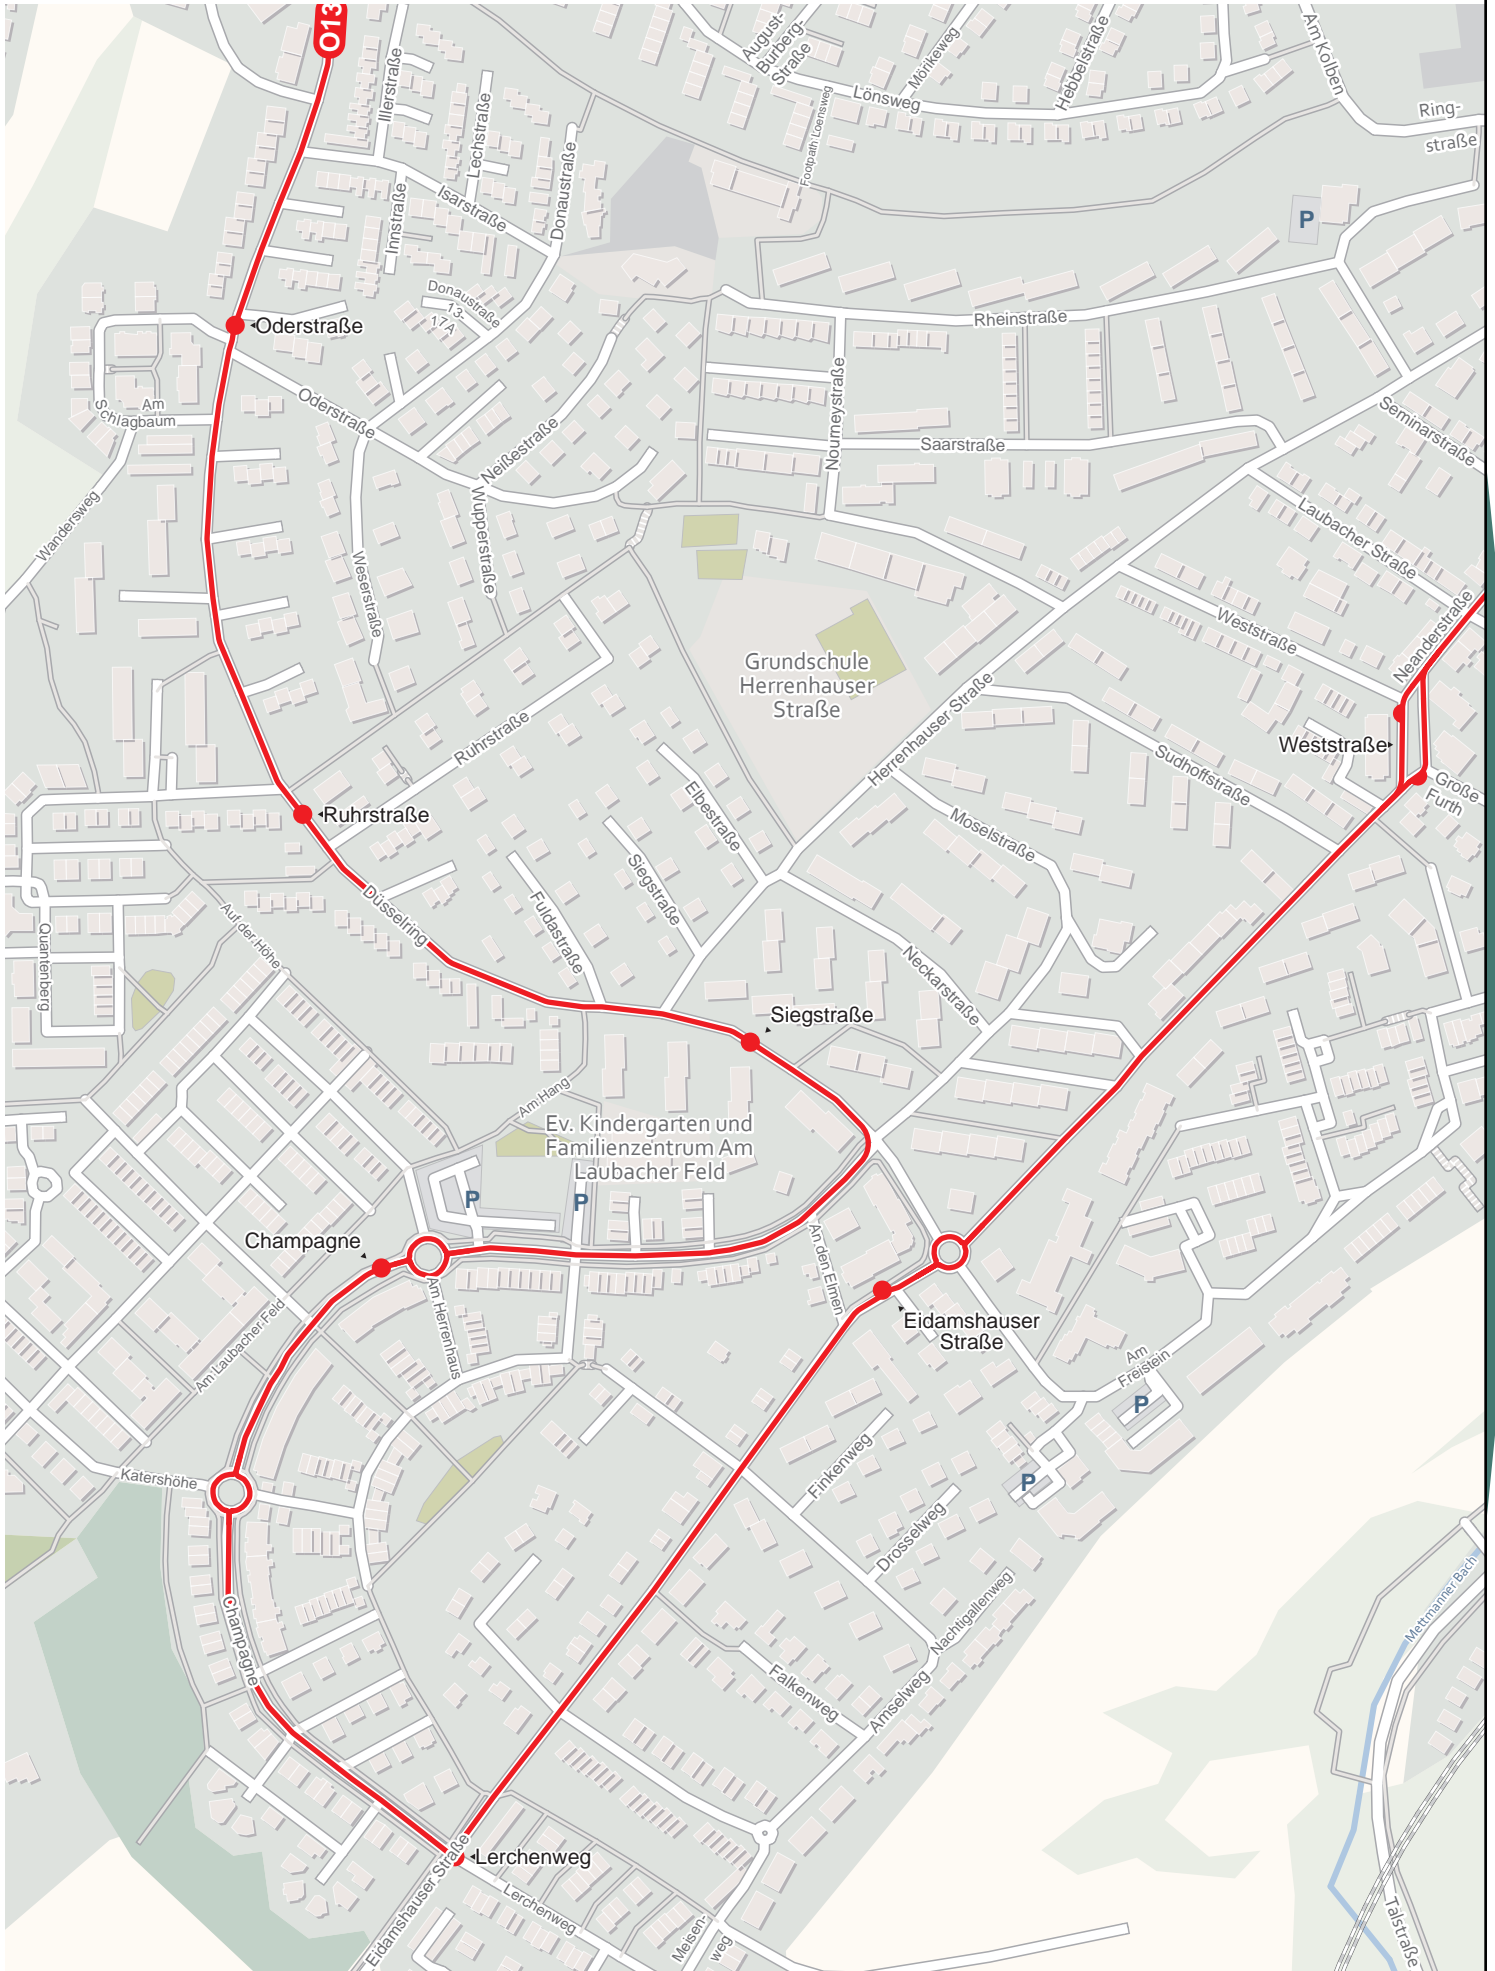 O13
Illerstraße
August-
Burberg-
Straße
Mörikeweg
Hebbelstraße
Am Kolben
Lönsweg
Ring-
straße
Lechstraße
Footpath Loensweg
Donaustraße
Isarstraße
Innstraße
P
Donaustraße
13-
17A
Oderstraße
Rheinstraße
Oderstraße
Nourneystraße
Am
Schlagbaum
Seminarstraße
Saarstraße
Neißestraße
Wandersweg
Wupperstraße
Laubacher Straße
Weserstraße
Weststraße
Neanderstraße
Grundschule
Herrenhauser
Straße
Herrenhauser Straße
Ruhrstraße
Weststraße
Sudhoffstraße
Große
Furth
Elbestraße
Ruhrstraße
Moselstraße
Siegstraße
Düsselring
Fuldastraße
Auf der Höhe
Quantenberg
Neckarstraße
Siegstraße
Am Hang
Ev. Kindergarten und
Familienzentrum Am
Laubacher Feld
P
P
Champagne
An den Elmen
Am Herrenhaus
Eidamshauser
Straße
Am Laubacher Feld
Am
Freistein
P
Finkenweg
Katershöhe
P
Drosselweg
Nachtigallenweg
Mettmanner Bach
Champagne
Falkenweg
Amselweg
Lerchenweg
Eidamshauser Straße
Lerchenweg
Meisen-
weg
Talstraße